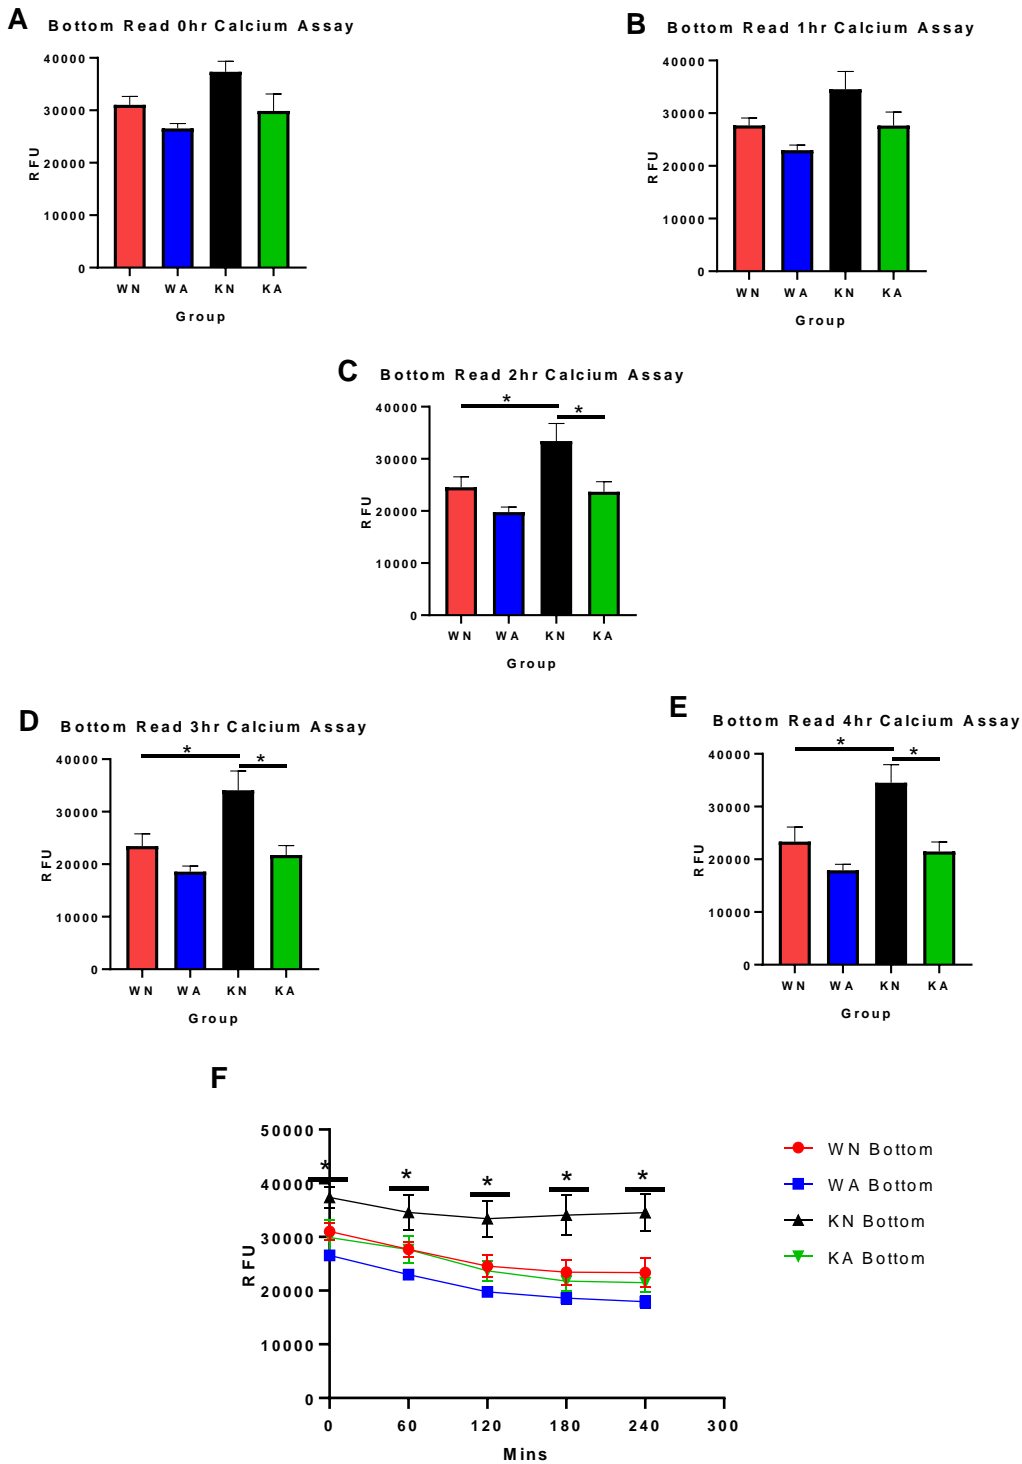 A Bottom Read 0hr Calcium Assay
40000
30000
20000
10000
0
RFU
WN WA KN KA
Group
B Bottom Read 1hr Calcium Assay
40000
30000
20000
10000
0
RFU
WN WA KN KA
Group
C Bottom Read 2hr Calcium Assay
* *
40000
30000
20000
10000
0
RFU
WN WA KN KA
Group
D Bottom Read 3hr Calcium Assay
* *
40000
30000
20000
10000
0
RFU
WN WA KN KA
Group
E Bottom Read 4hr Calcium Assay
* *
40000
30000
20000
10000
0
RFU
WN WA KN KA
Group
F
50000
40000
30000
20000
10000
0
RFU
* * * * *
0 60 120 180 240 300
Mins
WN Bottom
WA Bottom
KN Bottom
KA Bottom